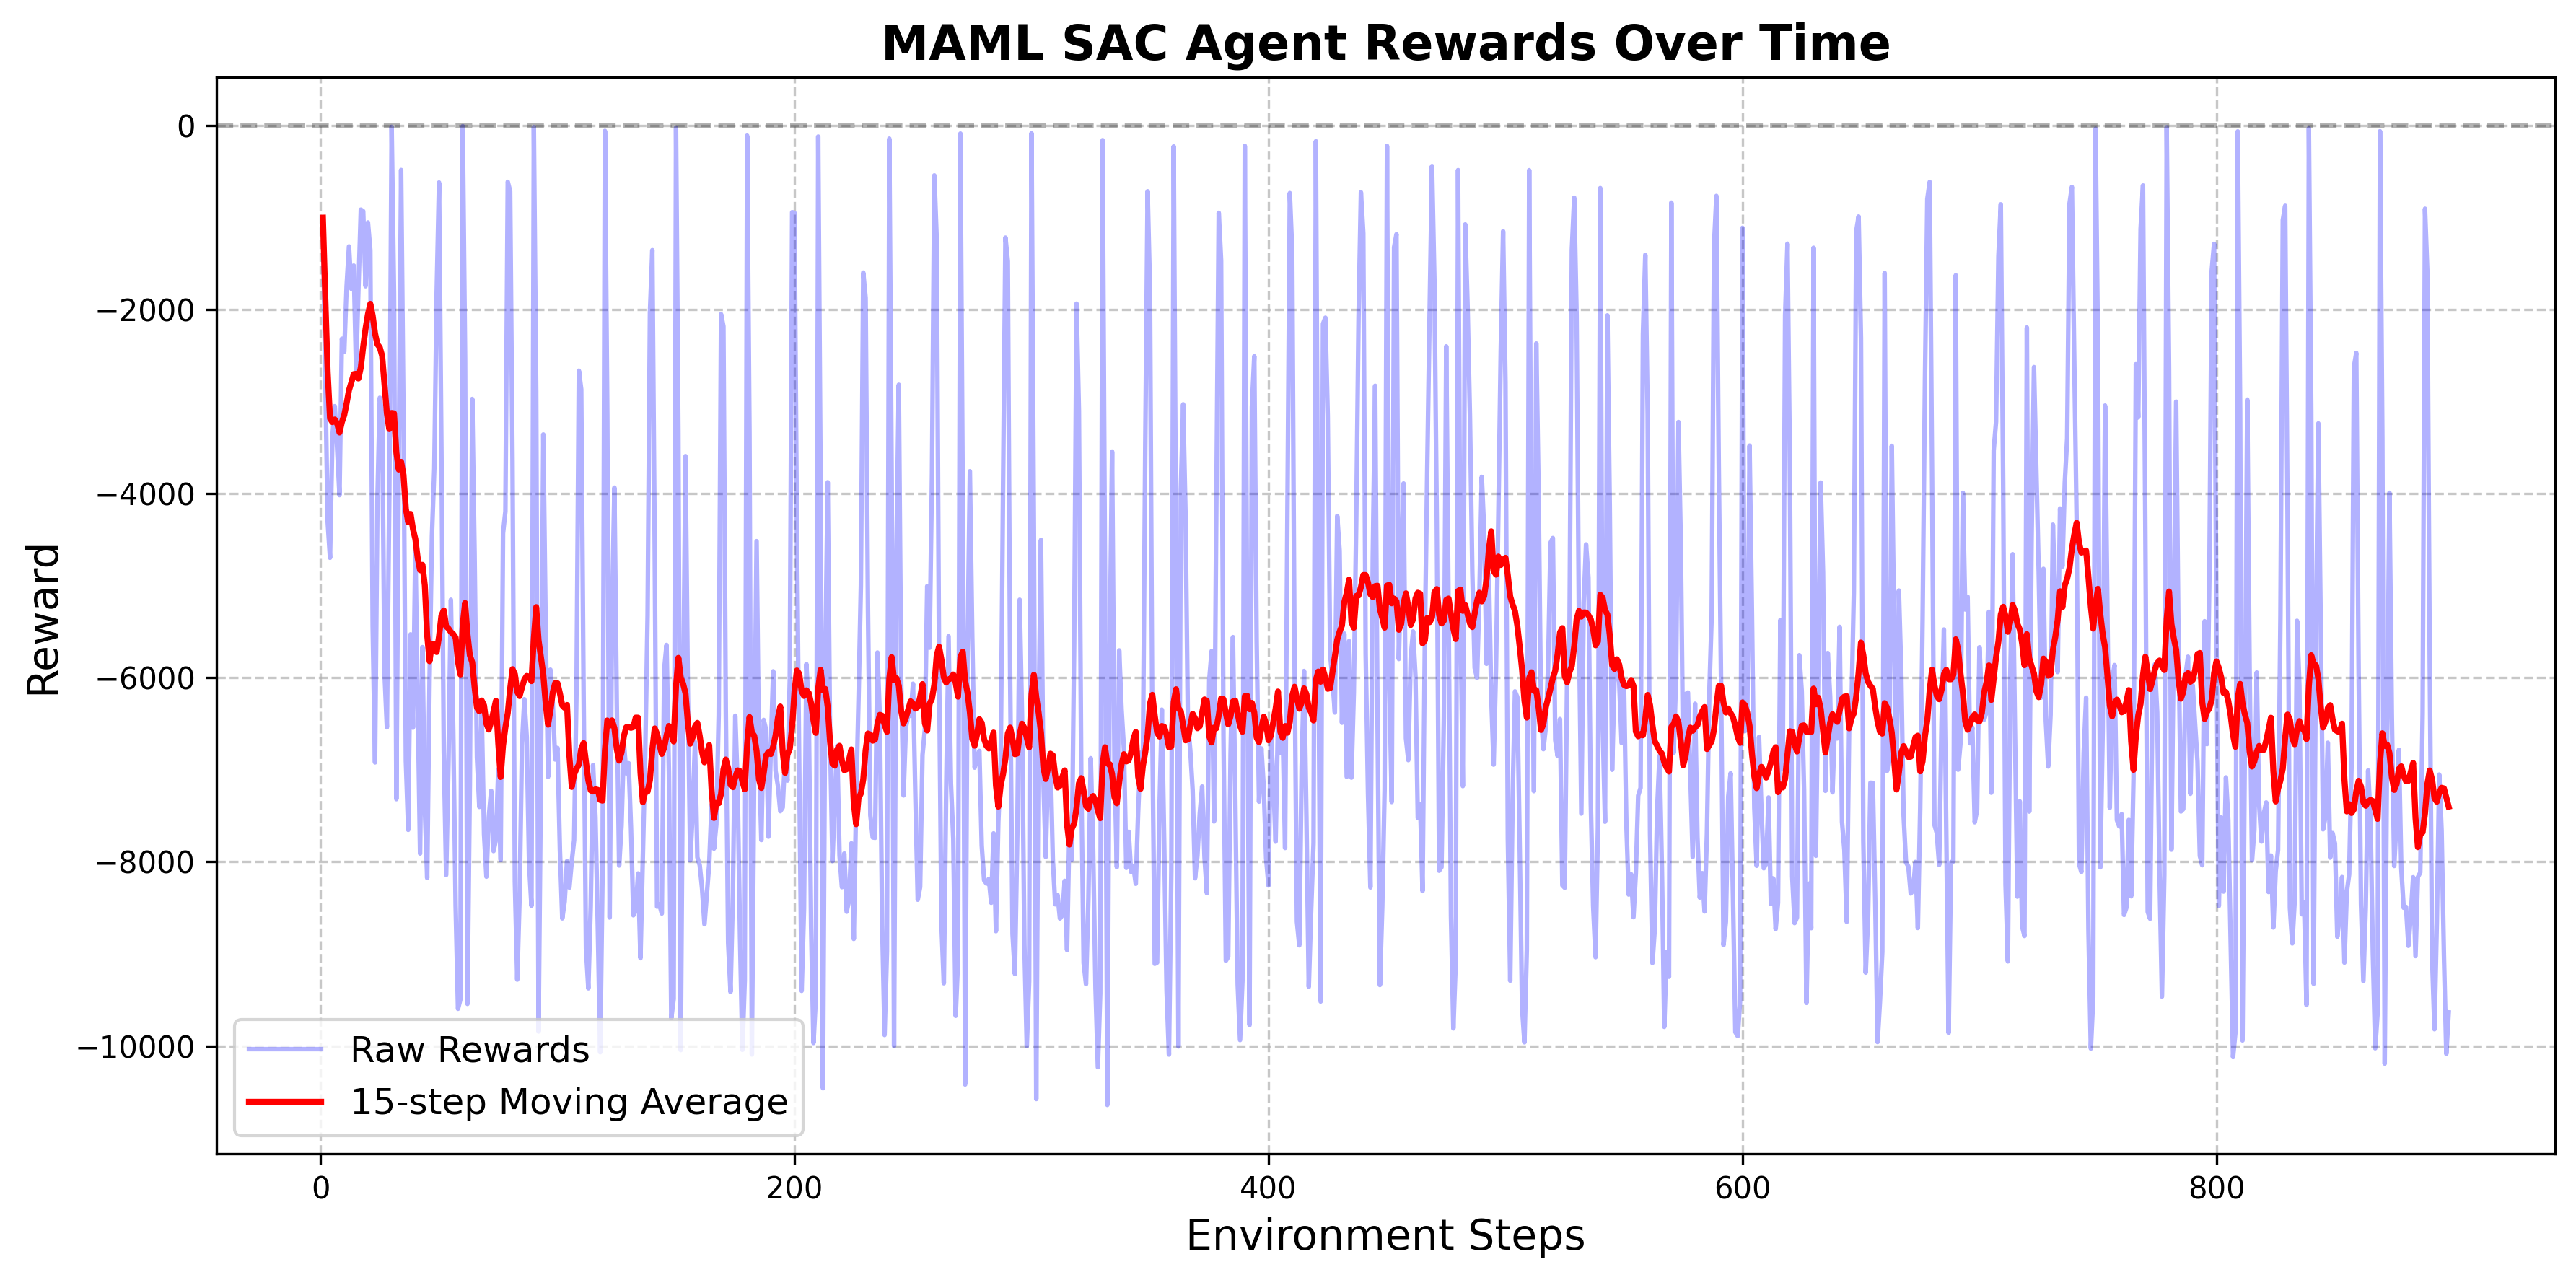 MAML SAC Agent Rewards Over Time
Reward
0
−2000
−4000
−6000
−8000
−10000
Raw Rewards
15-step Moving Average
0 200 400 600 800
Environment Steps